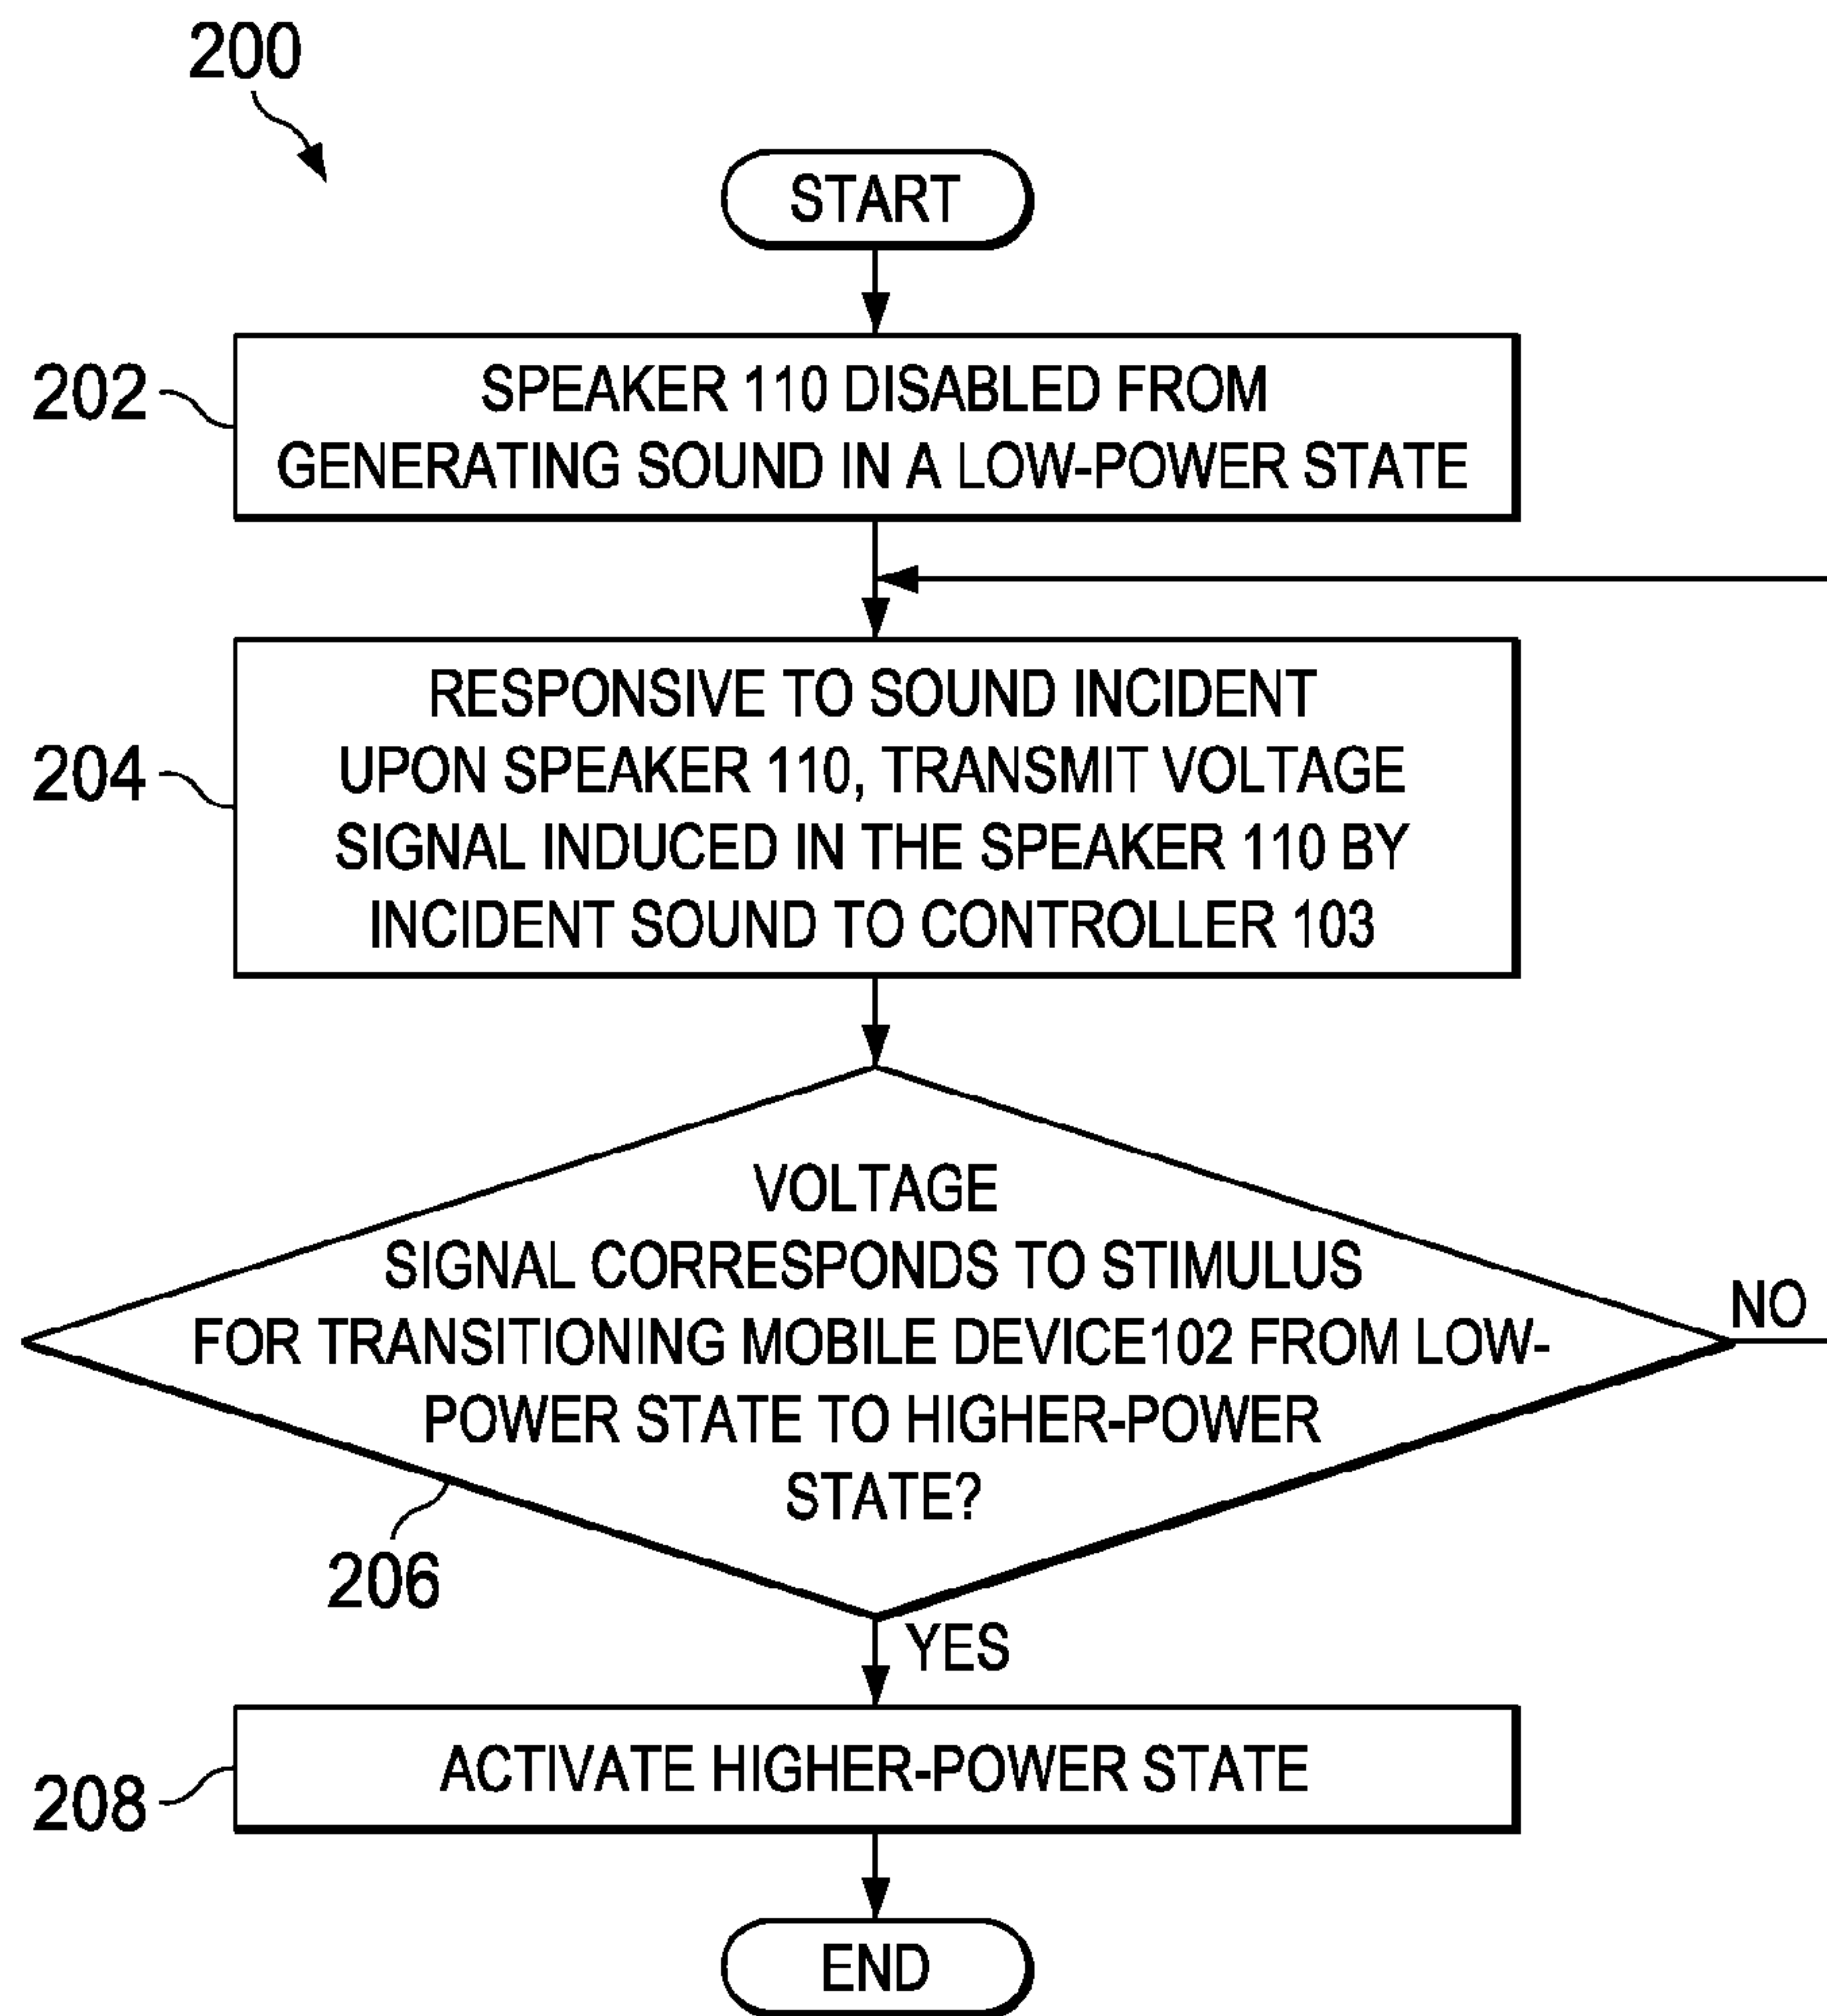 200
START
202
SPEAKER 110 DISABLED FROM
GENERATING SOUND IN A LOW-POWER STATE
204
RESPONSIVE TO SOUND INCIDENT
UPON SPEAKER 110, TRANSMIT VOLTAGE
SIGNAL INDUCED IN THE SPEAKER 110 BY
INCIDENT SOUND TO CONTROLLER 103
VOLTAGE
SIGNAL CORRESPONDS TO STIMULUS
FOR TRANSITIONING MOBILE DEVICE102 FROM LOW-
POWER STATE TO HIGHER-POWER
STATE?
NO
206
YES
208
ACTIVATE HIGHER-POWER STATE
END